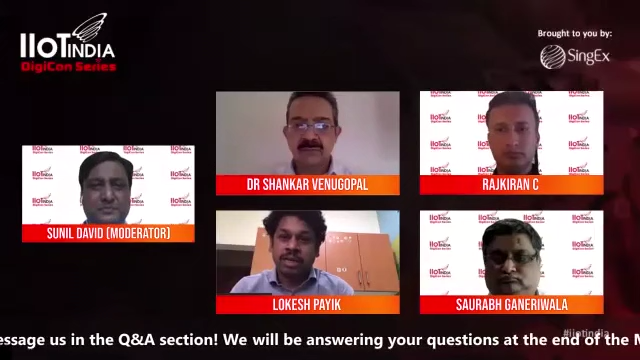 IIoTINDIA
DigiCon Series
Brought to you by:
SingEx
SUNIL DAVID (MODERATOR)
DR SHANKAR VENUGOPAL
RAJKIRAN C
LOKESH PAYIK
SAURABH GANERIWALA
#iiotindia
essage us in the Q&A section! We will be answering your questions at the end of the M